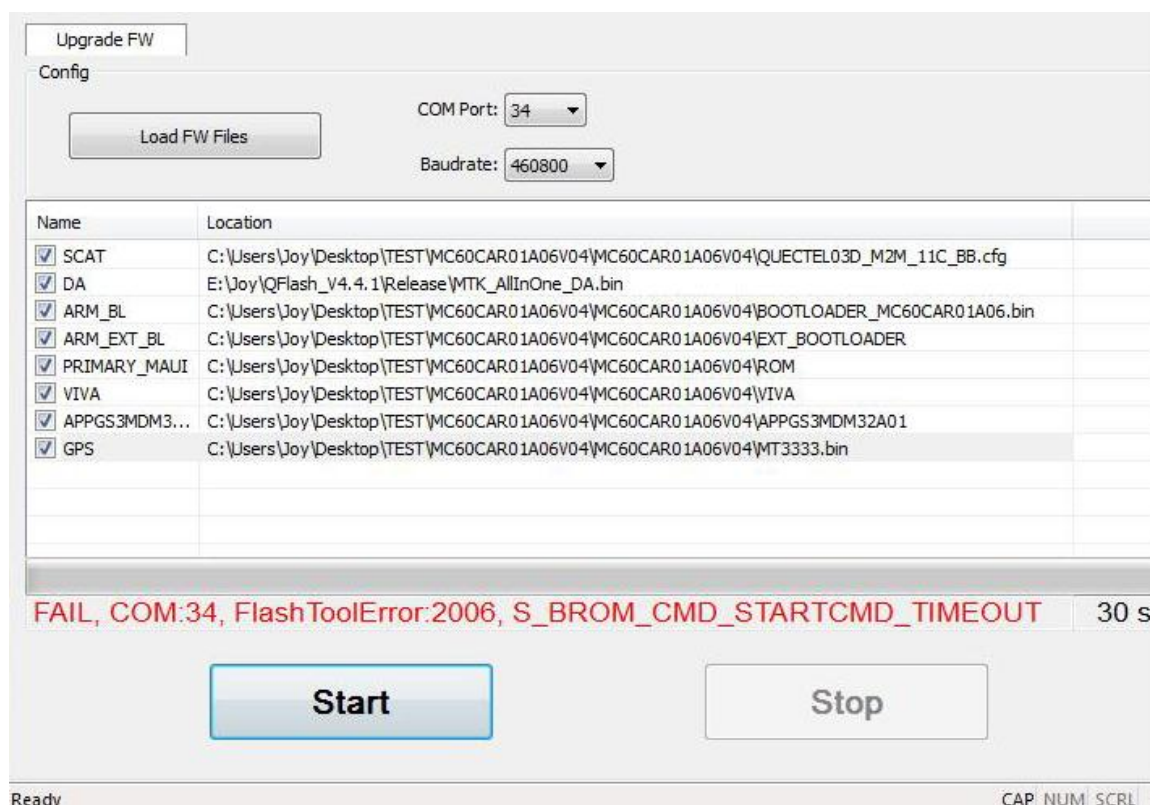 Upgrade FW
Config
Load FW Files
COM Port: 34
Baudrate: 460800
Name Location
SCAT C:\Users\Joy\Desktop\TEST\MC60CAR01A06V04\MC60CAR01A06V04\QUECTEL03D_M2M_11C_BB.cfg
DA E:\Joy\QFlash_V4.4.1\Release\MTK_AllInOne_DA.bin
ARM_BL C:\Users\Joy\Desktop\TEST\MC60CAR01A06V04\MC60CAR01A06V04\BOOTLOADER_MC60CAR01A06.bin
ARM_EXT_BL C:\Users\Joy\Desktop\TEST\MC60CAR01A06V04\MC60CAR01A06V04\EXT_BOOTLOADER
PRIMARY_MAUI C:\Users\Joy\Desktop\TEST\MC60CAR01A06V04\MC60CAR01A06V04\ROM
VIVA C:\Users\Joy\Desktop\TEST\MC60CAR01A06V04\MC60CAR01A06V04\VIVA
APPGS3MDM3... C:\Users\Joy\Desktop\TEST\MC60CAR01A06V04\MC60CAR01A06V04\APPGS3MDM32A01
GPS C:\Users\Joy\Desktop\TEST\MC60CAR01A06V04\MC60CAR01A06V04\MT3333.bin
FAIL, COM:34, FlashToolError:2006, S_BROM_CMD_STARTCMD_TIMEOUT 30 s
Start Stop
Ready CAP NUM SCRL